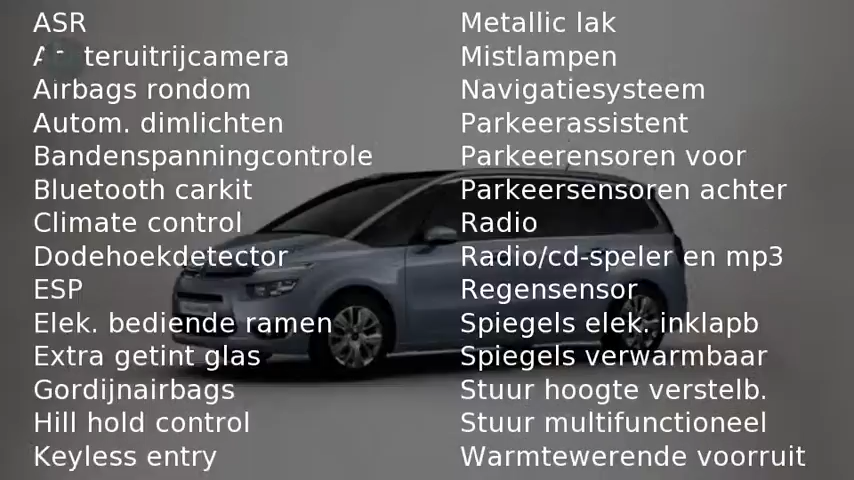 ASR
teruitrijcamera
Airbags rondom
Autom. dimlichten
Bandenspanningcontrole
Bluetooth carkit
Climate control
Dodehoekdetector
ESP
Elek. bediende ramen
Extra getint glas
Gordijnairbags
Hill hold control
Keyless entry
Metallic lak
Mistlampen
Navigatiesysteem
Parkeerassistent
Parkeerensoren voor
Parkeersensoren achter
Radio
Radio/cd-speler en mp3
Regensensor
Spiegels elek. inklapb
Spiegels verwarmbaar
Stuur hoogte verstelb.
Stuur multifunctioneel
Warmtewerende voorruit